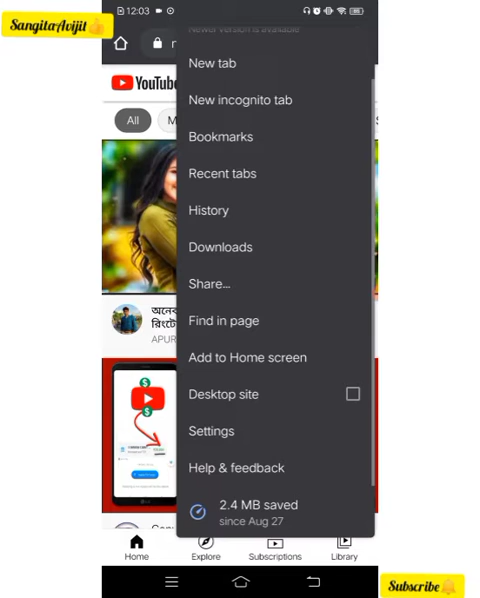 SangitaAvijit👍
12:03
Newer version is available
YouTube
New tab
New incognito tab
All
Bookmarks
Recent tabs
History
Downloads
Share...
অনেক
রিংটো
APUR
Find in page
Add to Home screen
Desktop site
Settings
Help & feedback
2.4 MB saved
since Aug 27
Home
Explore
Subscriptions
Library
Subscribe🔔